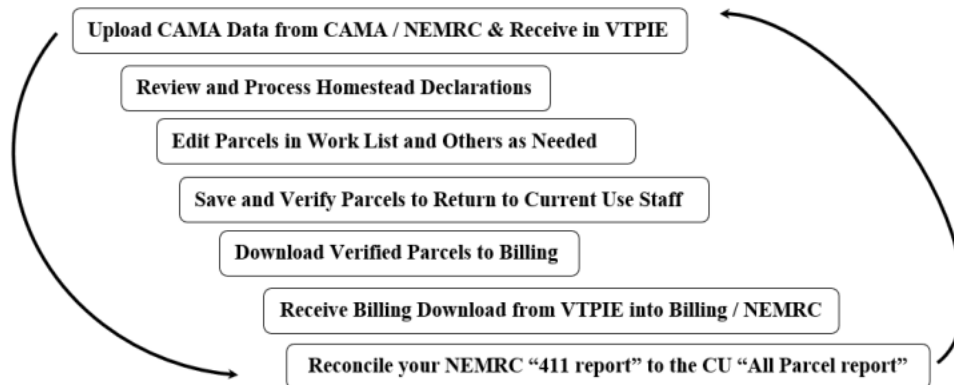 Upload CAMA Data from CAMA / NEMRC & Receive in VTPIE
Review and Process Homestead Declarations
Edit Parcels in Work List and Others as Needed
Save and Verify Parcels to Return to Current Use Staff
Download Verified Parcels to Billing
Receive Billing Download from VTPIE into Billing / NEMRC
Reconcile your NEMRC “411 report” to the CU “All Parcel report”